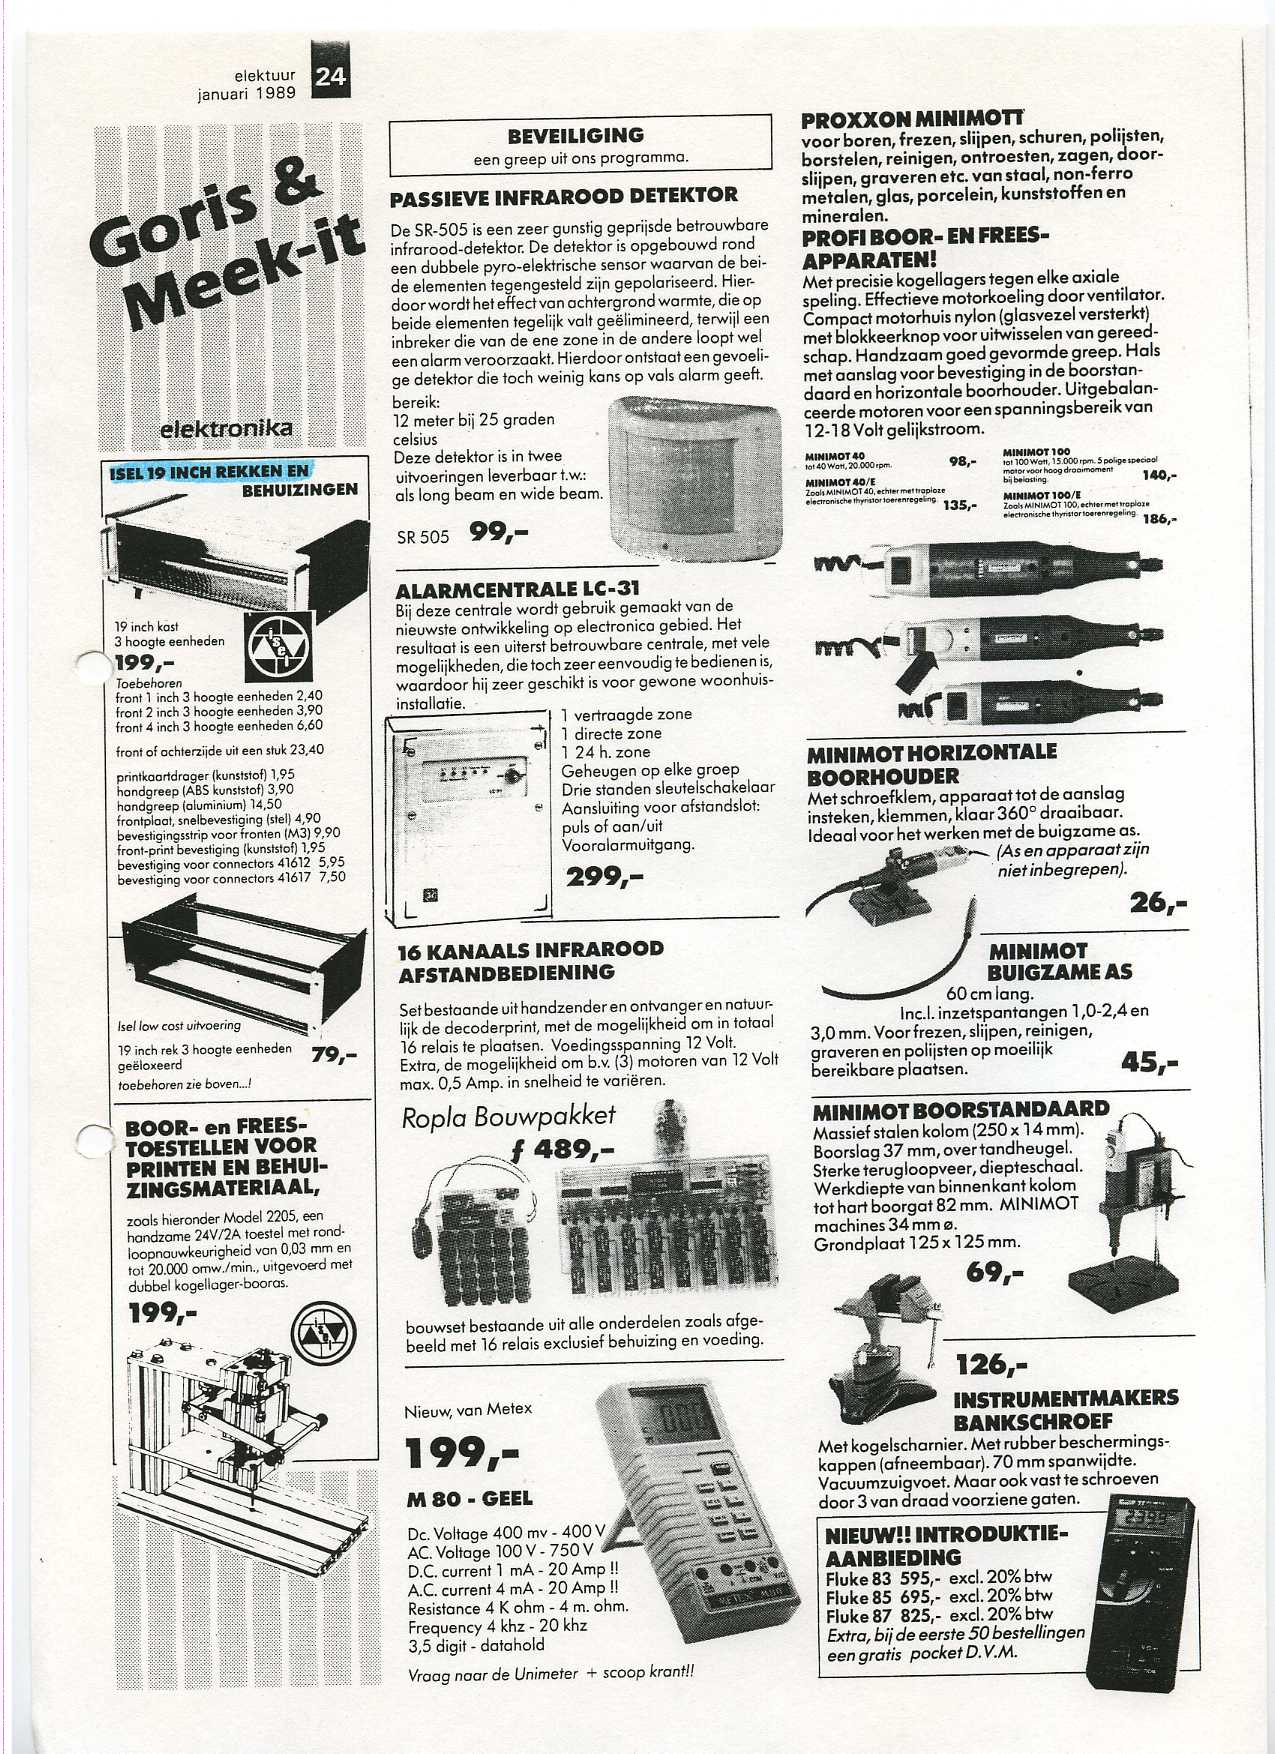 elektuur
januari 1989
24
Goris &
Meek-it
elektronika
ISEL 19 INCH REKKEN EN
BEHUIZINGEN
19 inch kast
3 hoogte eenheden
199,-
isel
Toebehoren
front 1 inch 3 hoogte eenheden 2,40
front 2 inch 3 hoogte eenheden 3,90
front 4 inch 3 hoogte eenheden 6,60
front of achterzijde uit een stuk 23,40
printkaartdrager (kunststof) 1,95
handgreep (ABS kunststof) 3,90
handgreep (aluminium) 14,50
frontplaat, snelbevestiging (stel) 4,90
bevestigingsstrip voor fronten (M3) 9,90
front-print bevestiging (kunststof) 1,95
bevestiging voor connectors 41612 5,95
bevestiging voor connectors 41617 7,50
Isel low cost uitvoering
19 inch rek 3 hoogte eenheden
geëloxeerd
79,-
toebehoren zie boven...!
BOOR- en FREES-
TOESTELLEN VOOR
PRINTEN EN BEHUI-
ZINGSMATERIAAL,
zoals hieronder Model 2205, een
handzame 24V/2A toestel met rond-
loopnauwkeurigheid van 0,03 mm en
tot 20.000 omw./min., uitgevoerd met
dubbel kogellager-booras.
199,-
BEVEILIGING
een greep uit ons programma.
PASSIEVE INFRAROOD DETEKTOR
De SR-505 is een zeer gunstig geprijsde betrouwbare
infrarood-detektor. De detektor is opgebouwd rond
een dubbele pyro-elektrische sensor waarvan de bei-
de elementen tegengesteld zijn gepolariseerd. Hier-
door wordt het effect van achtergrond warmte, die op
beide elementen tegelijk valt geëlimineerd, terwijl een
inbreker die van de ene zone in de andere loopt wel
een alarm veroorzaakt. Hierdoor ontstaat een gevoeli-
ge detektor die toch weinig kans op vals alarm geeft.
bereik:
12 meter bij 25 graden
celsius
Deze detektor is in twee
uitvoeringen leverbaar t.w.:
als long beam en wide beam.
SR 505 99,-
ALARMCENTRALE LC-31
Bij deze centrale wordt gebruik gemaakt van de
nieuwste ontwikkeling op electronica gebied. Het
resultaat is een uiterst betrouwbare centrale, met vele
mogelijkheden, die toch zeer eenvoudig te bedienen is,
waardoor hij zeer geschikt is voor gewone woonhuis-
installatie.
1 vertraagde zone
1 directe zone
1 24 h. zone
Geheugen op elke groep
Drie standen sleutelschakelaar
Aansluiting voor afstandslot:
puls of aan/uit
Vooralarmuitgang.
299,-
16 KANAALS INFRAROOD
AFSTANDBEDIENING
Set bestaande uit handzender en ontvanger en natuur-
lijk de decoderprint, met de mogelijkheid om in totaal
16 relais te plaatsen. Voedingsspanning 12 Volt.
Extra, de mogelijkheid om b.v. (3) motoren van 12 Volt
max. 0,5 Amp. in snelheid te variëren.
Ropla Bouwpakket
f 489,-
bouwset bestaande uit alle onderdelen zoals afge-
beeld met 16 relais exclusief behuizing en voeding.
Nieuw, van Metex
199,-
M 80 - GEEL
Dc. Voltage 400 mv - 400 V
AC. Voltage 100 V - 750 V
D.C. current 1 mA - 20 Amp !!
A.C. current 4 mA - 20 Amp !!
Resistance 4 K ohm - 4 m. ohm.
Frequency 4 khz - 20 khz
3,5 digit - datahold
METEX
Vraag naar de Unimeter + scoop krant!!
PROXXON MINIMOTT
voor boren, frezen, slijpen, schuren, polijsten,
borstelen, reinigen, ontroesten, zagen, door-
slijpen, graveren etc. van staal, non-ferro
metalen, glas, porcelein, kunststoffen en
mineralen.
PROFI BOOR- EN FREES-
APPARATEN!
Met precisie kogellagers tegen elke axiale
speling. Effectieve motorkoeling door ventilator.
Compact motorhuis nylon (glasvezel versterkt)
met blokkeerknop voor uitwisselen van gereed-
schap. Handzaam goed gevormde greep. Hals
met aanslag voor bevestiging in de boorstan-
daard en horizontale boorhouder. Uitgebalan-
ceerde motoren voor een spanningsbereik van
12-18 Volt gelijkstroom.
MINIMOT 40
tot 40 Watt, 20.000 rpm. 98,-
MINIMOT 40/E
Zoals MINIMOT 40, echter met traploze
electronische thyristor toerenregeling. 135,-
MINIMOT 100
tot 100 Watt, 15.000 rpm. 5 polige speciaal
motor voor hoog draaimoment
bij belasting. 140,-
MINIMOT 100/E
Zoals MINIMOT 100, echter met traploze
electronische thyristor toerenregeling. 186,-
MINIMOT HORIZONTALE
BOORHOUDER
Met schroefklem, apparaat tot de aanslag
insteken, klemmen, klaar 360° draaibaar.
Ideaal voor het werken met de buigzame as.
(As en apparaat zijn
niet inbegrepen).
26,-
MINIMOT
BUIGZAME AS
60 cm lang.
Inc.l. inzetspantangen 1,0-2,4 en
3,0 mm. Voor frezen, slijpen, reinigen,
graveren en polijsten op moeilijk
bereikbare plaatsen.
45,-
MINIMOT BOORSTANDAARD
Massief stalen kolom (250 x 14 mm).
Boorslag 37 mm, over tandheugel.
Sterke terugloopveer, diepteschaal.
Werkdiepte van binnenkant kolom
tot hart boorgat 82 mm. MINIMOT
machines 34 mm ø.
Grondplaat 125 x 125 mm.
69,-
126,-
INSTRUMENTMAKERS
BANKSCHROEF
Met kogelscharnier. Met rubber beschermings-
kappen (afneembaar). 70 mm spanwijdte.
Vacuumzuigvoet. Maar ook vast te schroeven
door 3 van draad voorziene gaten.
NIEUW!! INTRODUKTIE-
AANBIEDING
Fluke 83 595,- excl. 20% btw
Fluke 85 695,- excl. 20% btw
Fluke 87 825,- excl. 20% btw
Extra, bij de eerste 50 bestellingen
een gratis pocket D.V.M.